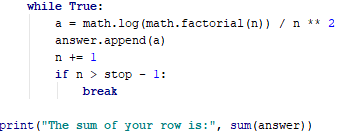 while True:
a = math.log(math.factorial(n)) / n ** 2
answer.append(a)
n += 1
if n > stop - 1:
break
print("The sum of your row is:", sum(answer))